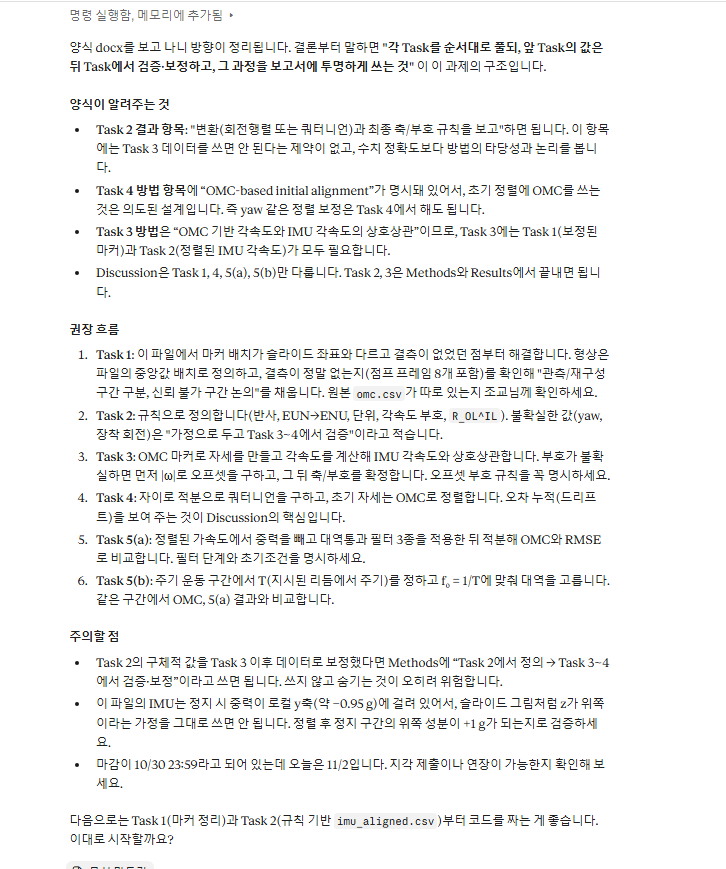 명령 실행함, 메모리에 추가됨 ▸
양식 docx를 보고 나니 방향이 정리됩니다. 결론부터 말하면 "각 Task를 순서대로 풀되, 앞 Task의 값은
뒤 Task에서 검증·보정하고, 그 과정을 보고서에 투명하게 쓰는 것" 이 이 과제의 구조입니다.
양식이 알려주는 것
• Task 2 결과 항목: "변환(회전행렬 또는 쿼터니언)과 최종 축/부호 규칙을 보고"하면 됩니다. 이 항목
에는 Task 3 데이터를 쓰면 안 된다는 제약이 없고, 수치 정확도보다 방법의 타당성과 논리를 봅니
다.
• Task 4 방법 항목에 “OMC-based initial alignment”가 명시돼 있어서, 초기 정렬에 OMC를 쓰는
것은 의도된 설계입니다. 즉 yaw 같은 정렬 보정은 Task 4에서 해도 됩니다.
• Task 3 방법은 “OMC 기반 각속도와 IMU 각속도의 상호상관”이므로, Task 3에는 Task 1(보정된
마커)과 Task 2(정렬된 IMU 각속도)가 모두 필요합니다.
• Discussion은 Task 1, 4, 5(a), 5(b)만 다룹니다. Task 2, 3은 Methods와 Results에서 끝내면 됩니
다.
권장 흐름
1. Task 1: 이 파일에서 마커 배치가 슬라이드 좌표와 다르고 결측이 없었던 점부터 해결합니다. 형상은
파일의 중앙값 배치로 정의하고, 결측이 정말 없는지(점프 프레임 8개 포함)를 확인해 "관측/재구성
구간 구분, 신뢰 불가 구간 논의"를 채웁니다. 원본 omc.csv 가 따로 있는지 조교님께 확인하세요.
2. Task 2: 규칙으로 정의합니다(반사, EUN→ENU, 단위, 각속도 부호, R_OL^IL ). 불확실한 값(yaw,
장착 회전)은 "가정으로 두고 Task 3~4에서 검증"이라고 적습니다.
3. Task 3: OMC 마커로 자세를 만들고 각속도를 계산해 IMU 각속도와 상호상관합니다. 부호가 불확
실하면 먼저 |ω|로 오프셋을 구하고, 그 뒤 축/부호를 확정합니다. 오프셋 부호 규칙을 꼭 명시하세요.
4. Task 4: 자이로 적분으로 쿼터니언을 구하고, 초기 자세는 OMC로 정렬합니다. 오차 누적(드리프
트)을 보여 주는 것이 Discussion의 핵심입니다.
5. Task 5(a): 정렬된 가속도에서 중력을 빼고 대역통과 필터 3종을 적용한 뒤 적분해 OMC와 RMSE
로 비교합니다. 필터 단계와 초기조건을 명시하세요.
6. Task 5(b): 주기 운동 구간에서 T(지시된 리듬에서 주기)를 정하고 f₀ = 1/T에 맞춰 대역을 고릅니다.
같은 구간에서 OMC, 5(a) 결과와 비교합니다.
주의할 점
• Task 2의 구체적 값을 Task 3 이후 데이터로 보정했다면 Methods에 “Task 2에서 정의 → Task 3~4
에서 검증·보정”이라고 쓰면 됩니다. 쓰지 않고 숨기는 것이 오히려 위험합니다.
• 이 파일의 IMU는 정지 시 중력이 로컬 y축(약 −0.95 g)에 걸려 있어서, 슬라이드 그림처럼 z가 위쪽
이라는 가정을 그대로 쓰면 안 됩니다. 정렬 후 정지 구간의 위쪽 성분이 +1 g가 되는지로 검증하세
요.
• 마감이 10/30 23:59라고 되어 있는데 오늘은 11/2입니다. 지각 제출이나 연장이 가능한지 확인해 보
세요.
다음으로는 Task 1(마커 정리)과 Task 2(규칙 기반 imu_aligned.csv )부터 코드를 짜는 게 좋습니다.
이대로 시작할까요?